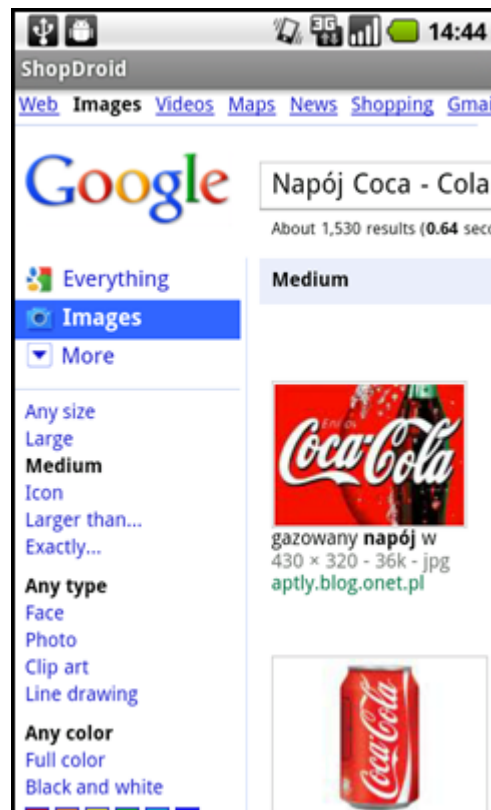 3G 14:44
ShopDroid
Web Images Videos Maps News Shopping Gmai
Google
Napój Coca - Cola
About 1,530 results (0.64 seco
Everything
Images
More
Any size
Large
Medium
Icon
Larger than...
Exactly...
Any type
Face
Photo
Clip art
Line drawing
Any color
Full color
Black and white
Medium
Enjoy
Coca-Cola
gazowany napój w
430 × 320 - 36k - jpg
aptly.blog.onet.pl
Coca-Cola